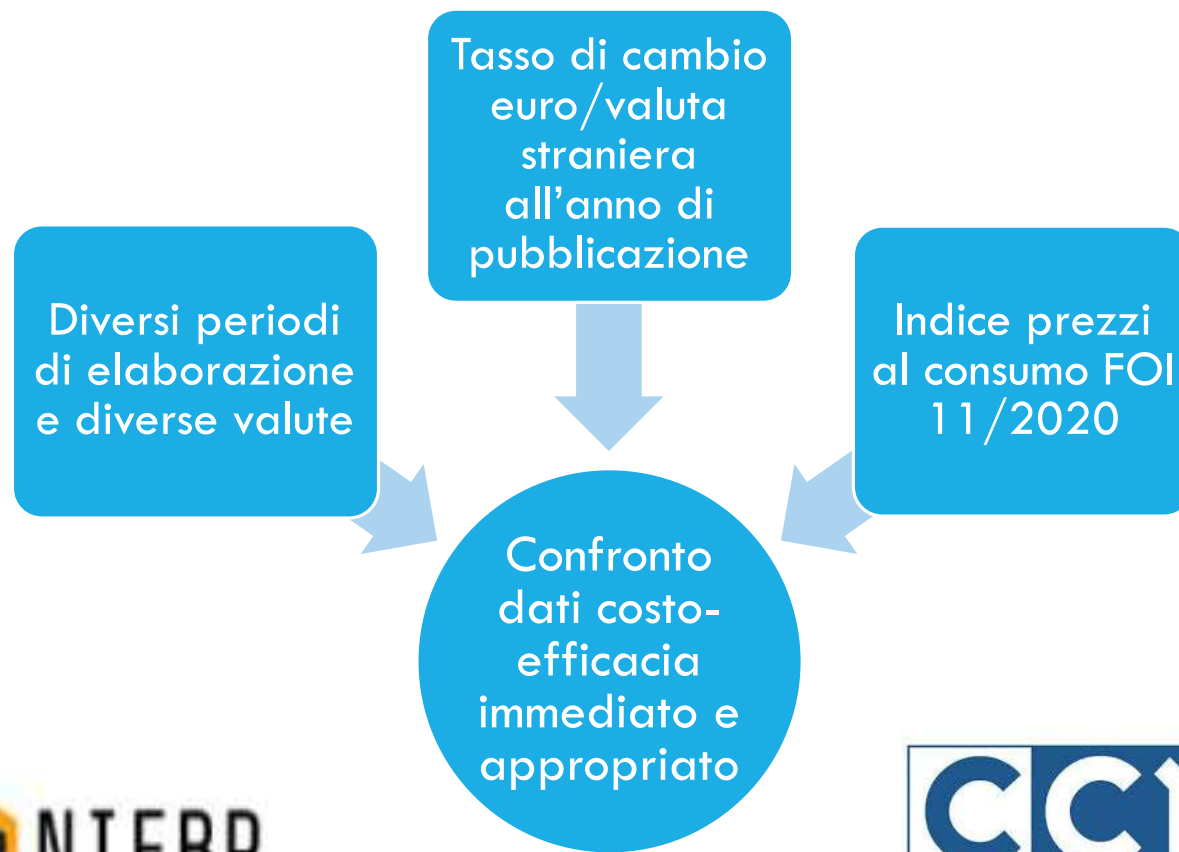 Tasso di cambio
euro/valuta
straniera
all'anno di
pubblicazione
Diversi periodi
di elaborazione
e diverse valute
Indice prezzi
al consumo FOI
11/2020
Confronto
dati costo-
efficacia
immediato e
appropriato